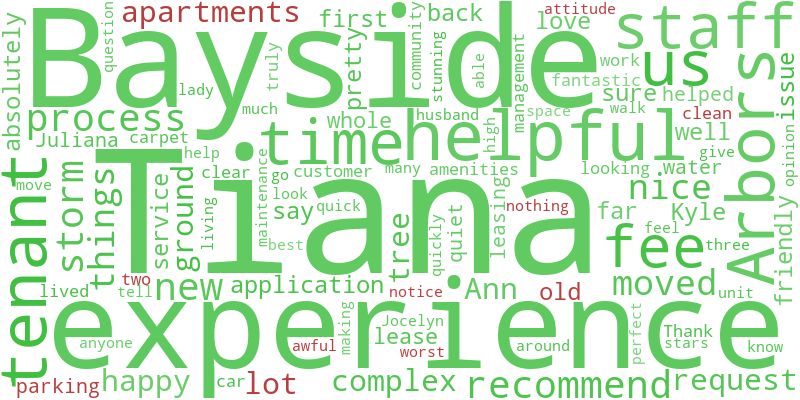 Bayside
apartments
first
back
love
attitude
staff
absolutely
question
truly
pretty
community
stunning
able
management
work
us
fantastic
lady
much
husband
space
walk
sure
helped
clean
Arbors
issue
process
whole
time
helpful
high
well
Juliana
carpet
help
opinion
tenant
move
storm
things
service
ground
clear
living
maintenance
go
look
customer
many
amenities
looking
water
give
Tiana
say
quick
tree
quickly
quiet
leasing
nothing
nice
far
Kyle
friendly
best
fee
feel
three
two
lived
tell
new
application
notice
Ann
old
moved
unit
experience
anyone
making
awful
lease
Jocelyn
worst
around
perfect
Thank
stars
know
parking
happy
car
lot
complex
recommend
request